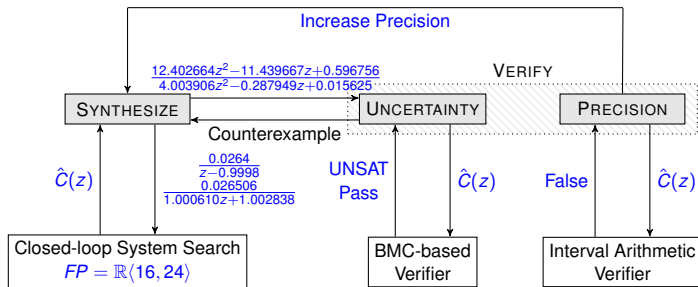 Increase Precision
12.402664z²−11.439667z+0.596756
4.003906z²−0.287949z+0.015625
VERIFY
SYNTHESIZE
UNCERTAINTY
PRECISION
Counterexample
0.0264
z−0.9998
0.026506
1.000610z+1.002838
Ĉ(z)
UNSAT
Pass
Ĉ(z)
False
Ĉ(z)
Closed-loop System Search
FP = ℝ⟨16, 24⟩
BMC-based
Verifier
Interval Arithmetic
Verifier